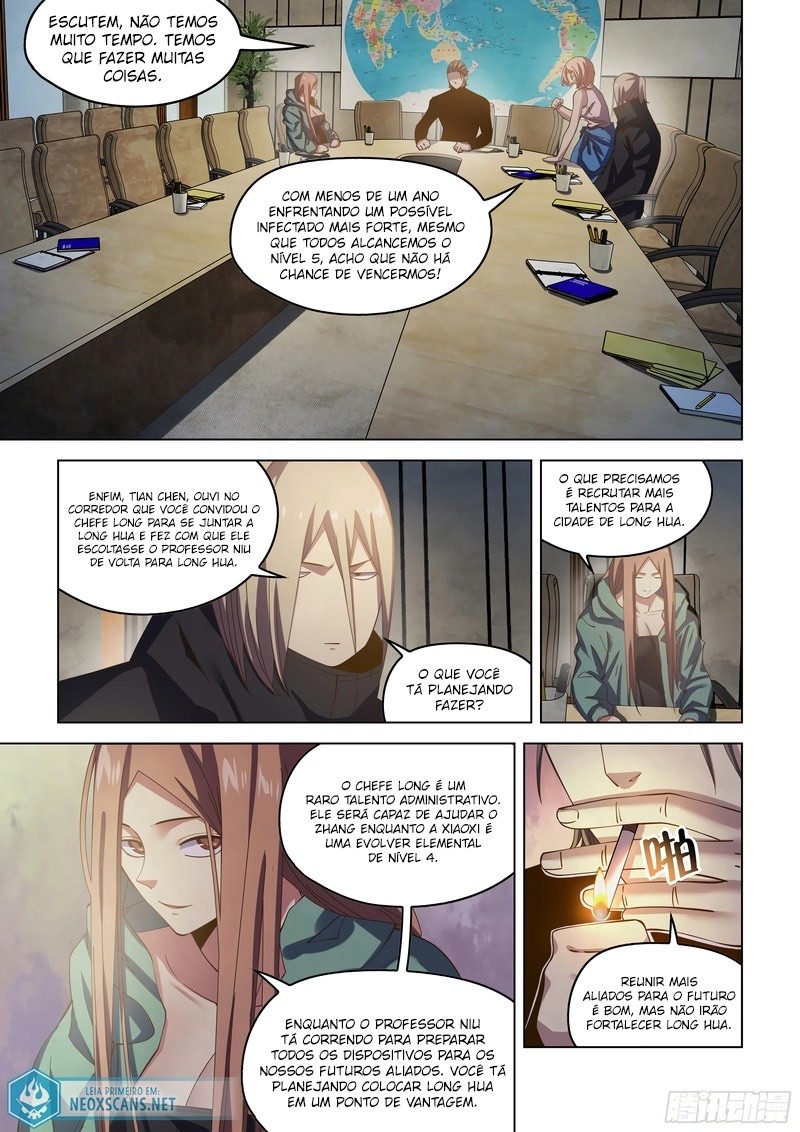 ESCUTEM, NÃO TEMOS
MUITO TEMPO. TEMOS
QUE FAZER MUITAS
COISAS.
COM MENOS DE UM ANO
ENFRENTANDO UM POSSÍVEL
INFECTADO MAIS FORTE, MESMO
QUE TODOS ALCANCEMOS O
NÍVEL 5, ACHO QUE NÃO HÁ
CHANCE DE VENCERMOS!
ENFIM, TIAN CHEN, OUVI NO
CORREDOR QUE VOCÊ CONVIDOU O
CHEFE LONG PARA SE JUNTAR A
LONG HUA E FEZ COM QUE ELE
ESCOLTASSE O PROFESSOR NIU
DE VOLTA PARA LONG HUA.
O QUE VOCÊ
TÁ PLANEJANDO
FAZER?
O QUE PRECISAMOS
É RECRUTAR MAIS
TALENTOS PARA A
CIDADE DE LONG HUA.
O CHEFE LONG É UM
RARO TALENTO ADMINISTRATIVO.
ELE SERÁ CAPAZ DE AJUDAR O
ZHANG ENQUANTO A XIAOXI É
UMA EVOLVER ELEMENTAL
DE NÍVEL 4.
ENQUANTO O PROFESSOR NIU
TÁ CORRENDO PARA PREPARAR
TODOS OS DISPOSITIVOS PARA OS
NOSSOS FUTUROS ALIADOS. VOCÊ TÁ
PLANEJANDO COLOCAR LONG HUA
EM UM PONTO DE VANTAGEM.
啪
REUNIR MAIS
ALIADOS PARA O FUTURO
É BOM, MAS NÃO IRÃO
FORTALECER LONG HUA.
LEIA PRIMEIRO EM:
NEOXSCANS.NET
腾讯动漫